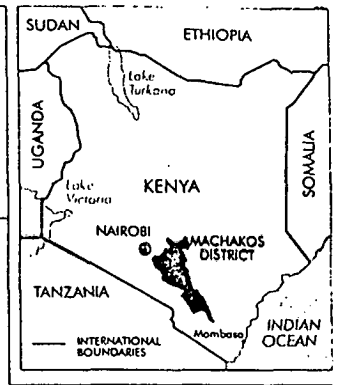 SUDAN
ETHIOPIA
Lake
Turkana
UGANDA
SOMALIA
Lake
Victoria
KENYA
NAIROBI
MACHAKOS
DISTRICT
TANZANIA
Mombasa
INDIAN
OCEAN
INTERNATIONAL
BOUNDARIES